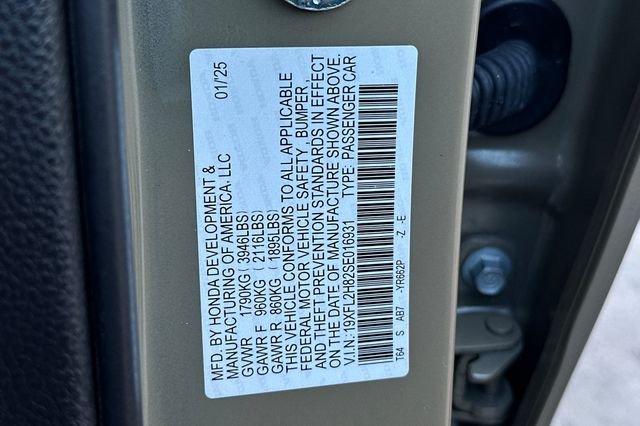 01/25
MFD. BY HONDA DEVELOPMENT &
MANUFACTURING OF AMERICA, LLC
GVWR 1790KG (3946LBS)
GAWR F 960KG (2116LBS)
GAWR R 860KG (1895LBS)
THIS VEHICLE CONFORMS TO ALL APPLICABLE
FEDERAL MOTOR VEHICLE SAFETY, BUMPER,
AND THEFT PREVENTION STANDARDS IN EFFECT
ON THE DATE OF MANUFACTURE SHOWN ABOVE.
V.I.N: 19XFL2H82SE016931 TYPE: PASSENGER CAR
T64 S AB7 -YR662P -Z -E